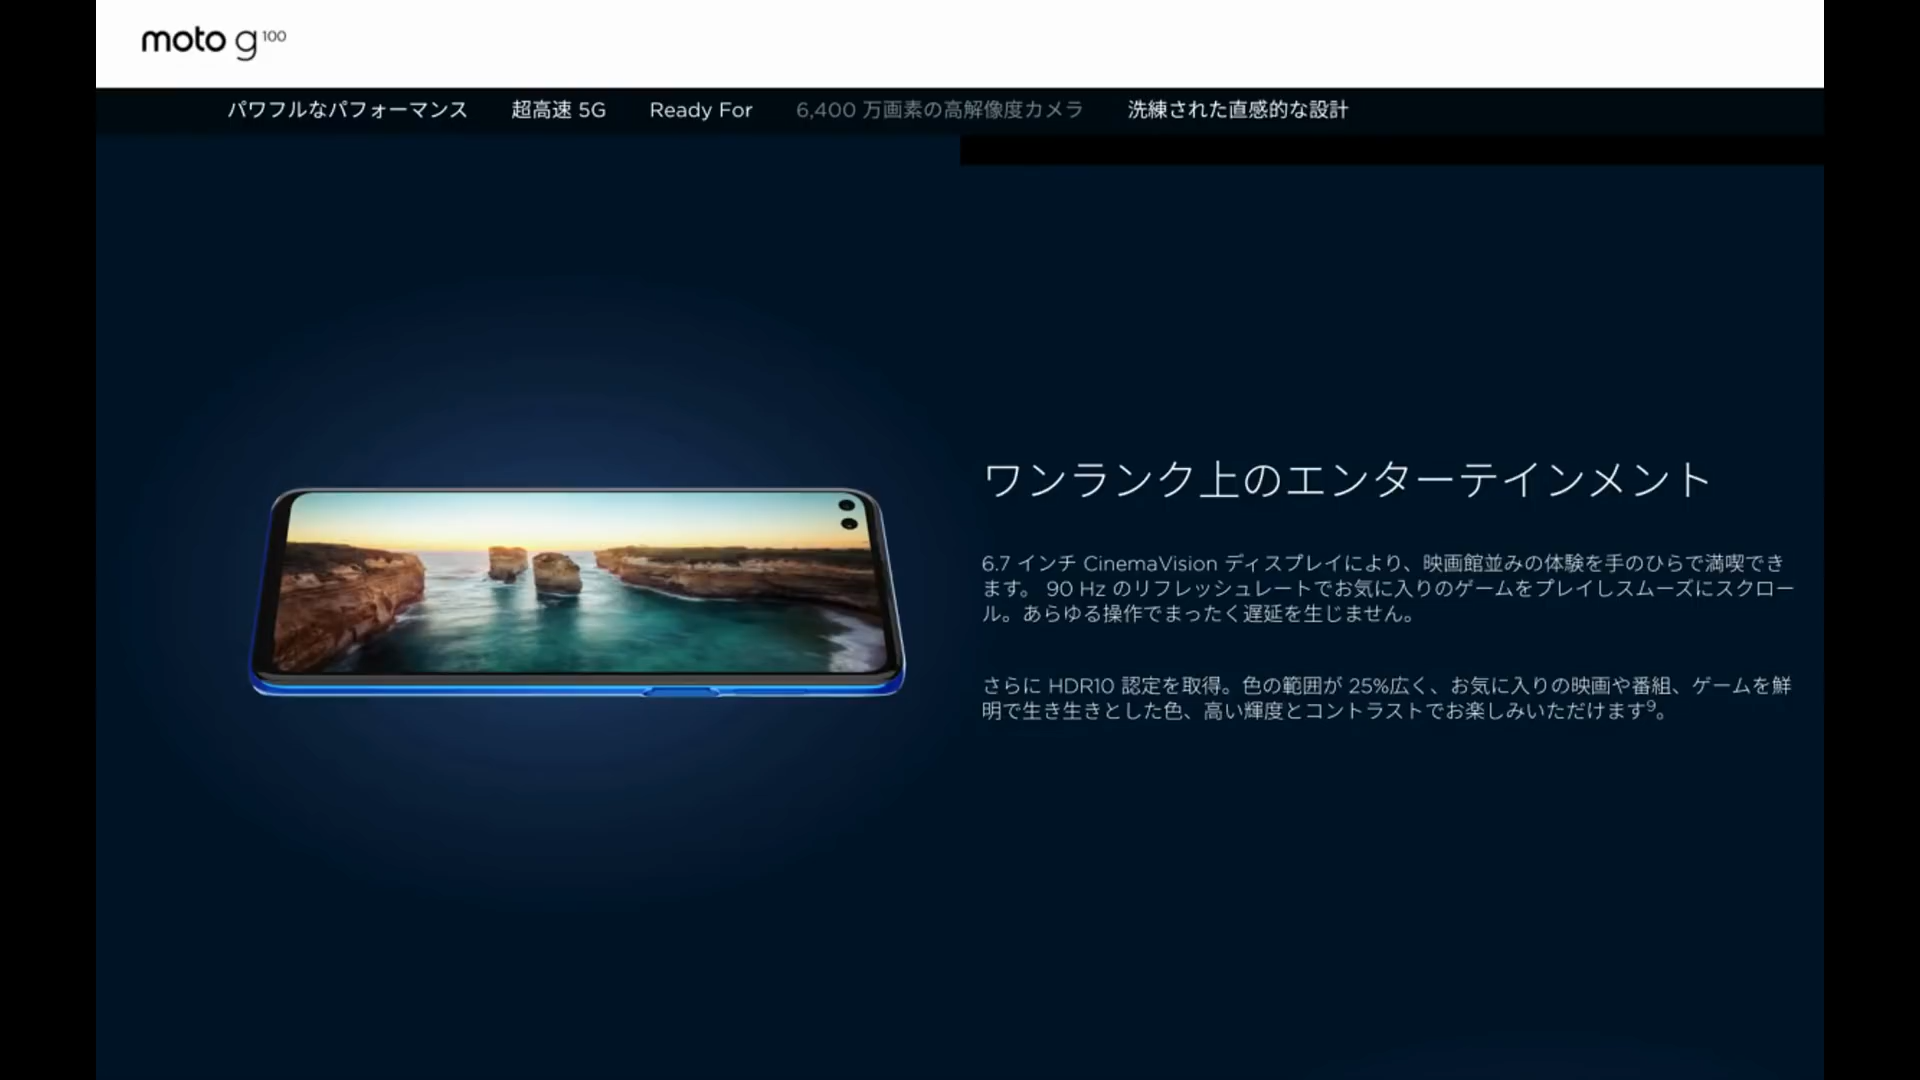 moto g100
パワフルなパフォーマンス 超高速 5G Ready For 6,400 万画素の高解像度カメラ 洗練された直感的な設計
ワンランク上のエンターテインメント
6.7 インチ CinemaVision ディスプレイにより、映画館並みの体験を手のひらで満喫でき
ます。 90 Hz のリフレッシュレートでお気に入りのゲームをプレイしスムーズにスクロー
ル。あらゆる操作でまったく遅延を生じません。
さらに HDR10 認定を取得。色の範囲が 25%広く、お気に入りの映画や番組、ゲームを鮮
明で生き生きとした色、高い輝度とコントラストでお楽しみいただけます9。